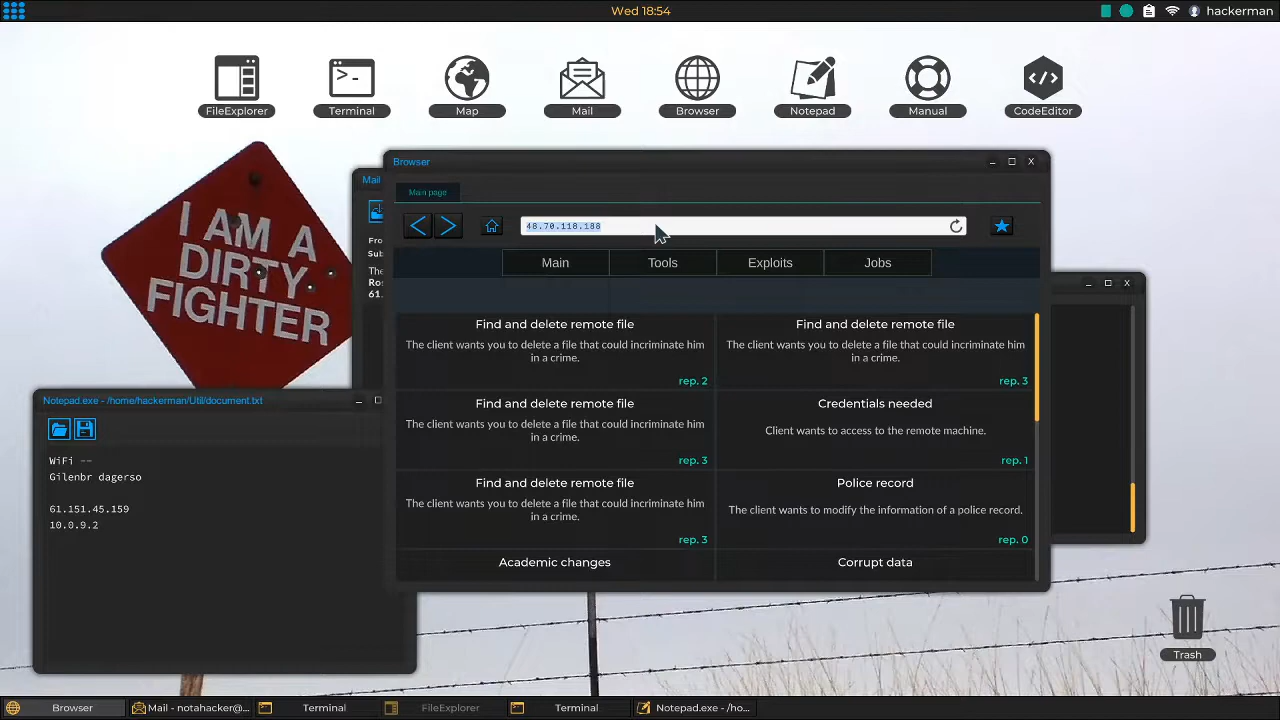 Wed 18:54
hackerman
FileExplorer
Terminal
Map
Mail
Browser
Notepad
Manual
CodeEditor
I AM A
DIRTY
FIGHTER
Mail
Fro
Sub
The
Ros
61.
Browser
Main page
48.70.118.188
Main
Tools
Exploits
Jobs
Find and delete remote file
The client wants you to delete a file that could incriminate him
in a crime.
rep. 2
Find and delete remote file
The client wants you to delete a file that could incriminate him
in a crime.
rep. 3
Find and delete remote file
The client wants you to delete a file that could incriminate him
in a crime.
rep. 3
Credentials needed
Client wants to access to the remote machine.
rep. 1
Find and delete remote file
The client wants you to delete a file that could incriminate him
in a crime.
rep. 3
Police record
The client wants to modify the information of a police record.
rep. 0
Academic changes
Corrupt data
Notepad.exe - /home/hackerman/Util/document.txt
WiFi --
Gilenbr dagerso
61.151.45.159
10.0.9.2
Trash
Browser
Mail - notahacker@...
Terminal
FileExplorer
Terminal
Notepad.exe - /ho...